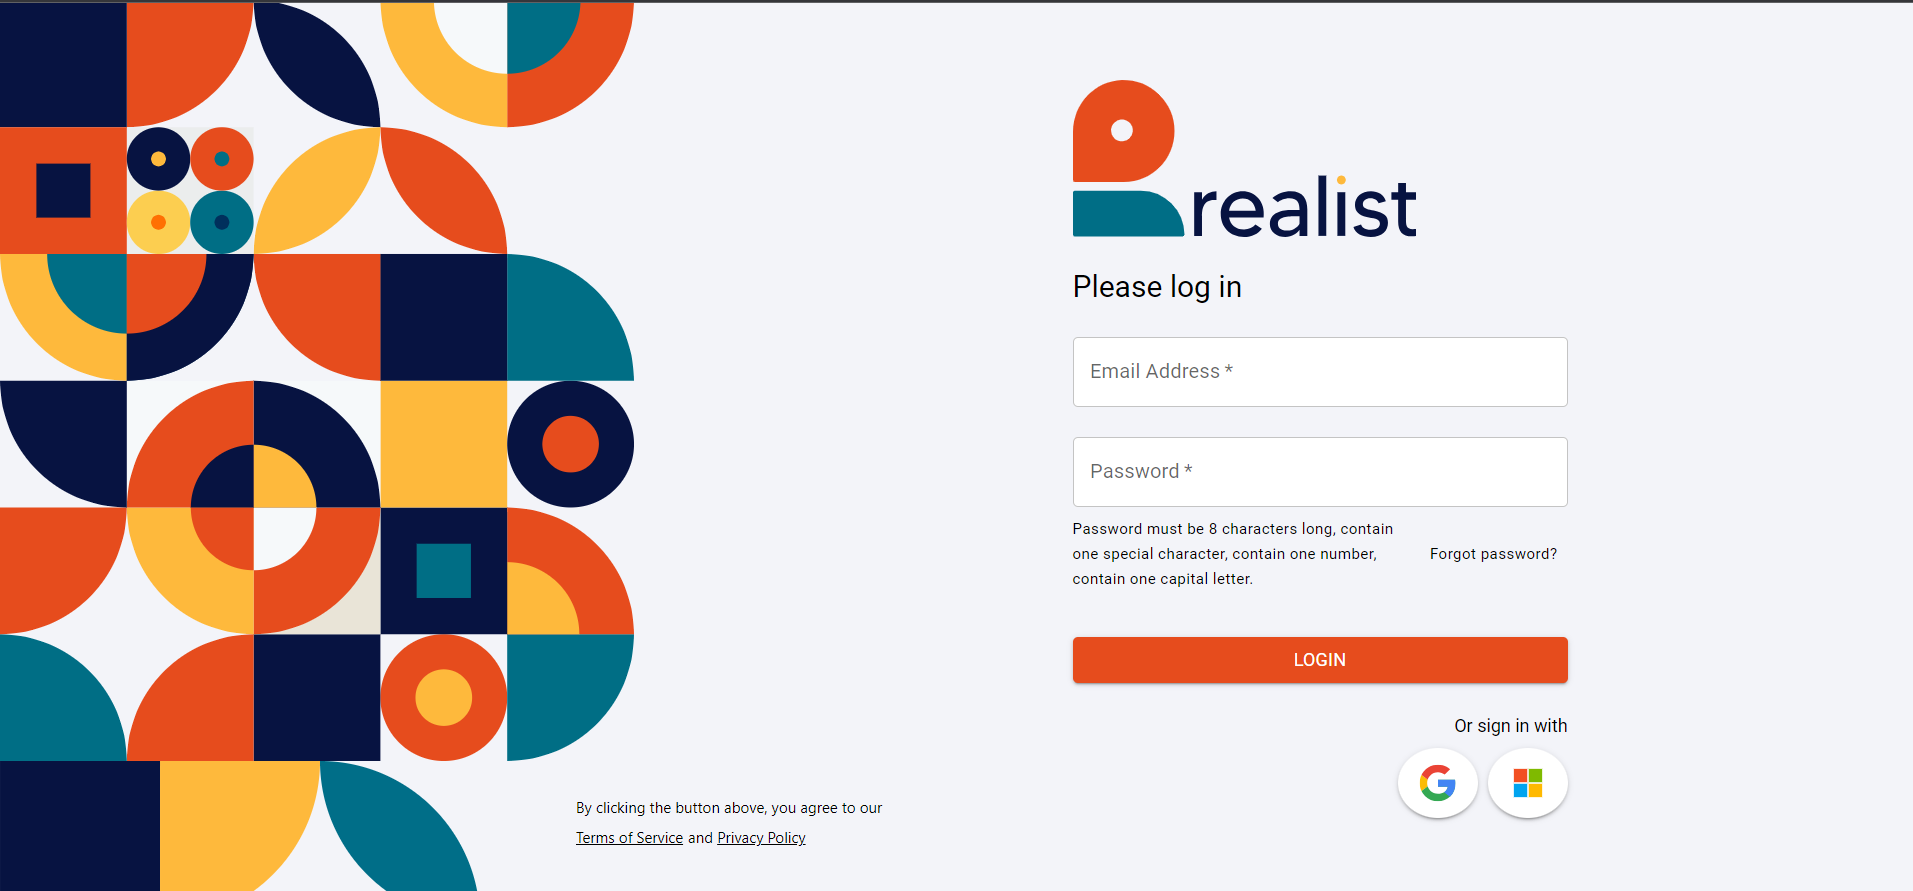 realist
Please log in
Email Address *
Password *
Password must be 8 characters long, contain
one special character, contain one number,
contain one capital letter.
Forgot password?
LOGIN
Or sign in with
By clicking the button above, you agree to our
Terms of Service and Privacy Policy